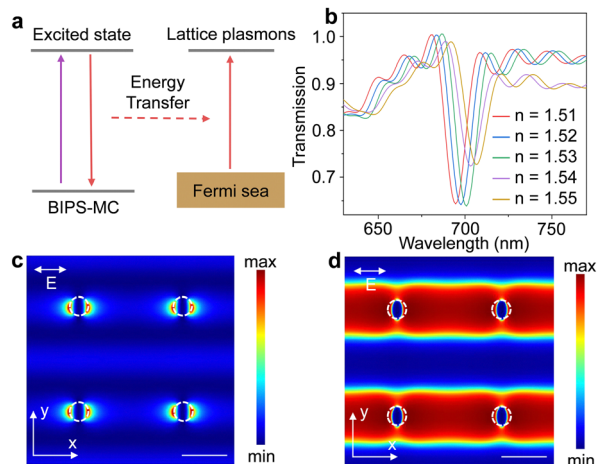 a
Excited state
Lattice plasmons
Energy
Transfer
Fermi sea
BIPS-MC
b
Transmission
1.0
0.9
0.8
0.7
n = 1.51
n = 1.52
n = 1.53
n = 1.54
n = 1.55
650
700
750
Wavelength (nm)
c
E
y
x
max
min
d
E
y
x
max
min